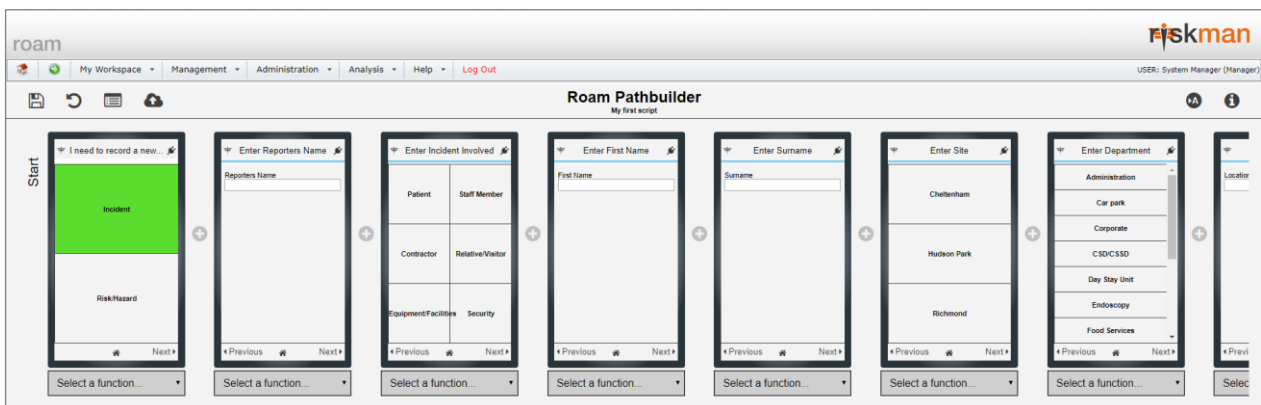 roam
riskman
My Workspace Management Administration Analysis Help Log Out
USER: System Manager (Manager)
Roam Pathbuilder
My first script
A
Start
I need to record a new...
Incident
Risk/Hazard
Next
Select a function...
Enter Reporters Name
Reporters Name
Previous Next
Select a function...
Enter Incident Involved
Patient Staff Member
Contractor Relative/Visitor
Equipment/Facilities Security
Previous Next
Select a function...
Enter First Name
First Name
Previous Next
Select a function...
Enter Surname
Surname
Previous Next
Select a function...
Enter Site
Cheltenham
Hudson Park
Richmond
Previous Next
Select a function...
Enter Department
Administration
Car park
Corporate
CSD/CSSD
Day Stay Unit
Endoscopy
Food Services
Previous Next
Select a function...
Location
Previ
Selec